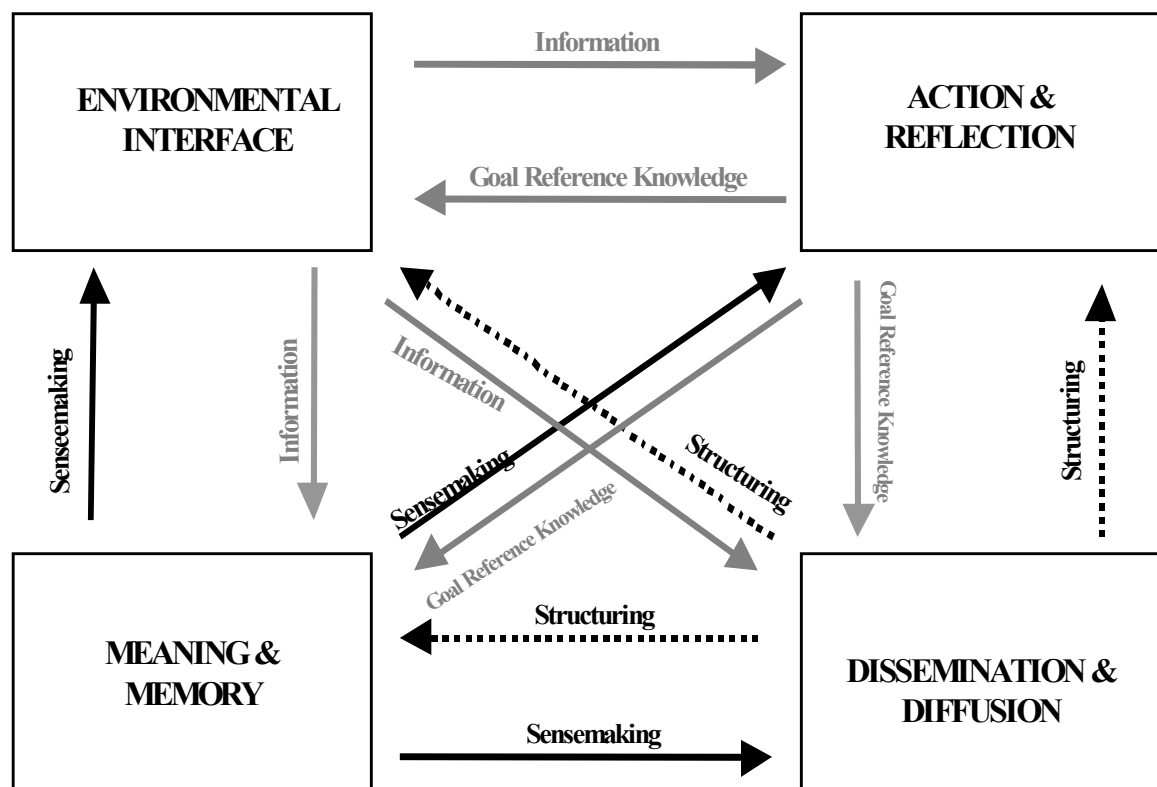 Information
ENVIRONMENTAL
INTERFACE
ACTION &
REFLECTION
Goal Reference Knowledge
Senseemaking
Information
Information
Sensemaking
Goal Reference Knowledge
Structuring
Goal Reference Knowledge
Structuring
Structuring
MEANING &
MEMORY
DISSEMINATION &
DIFFUSION
Sensemaking